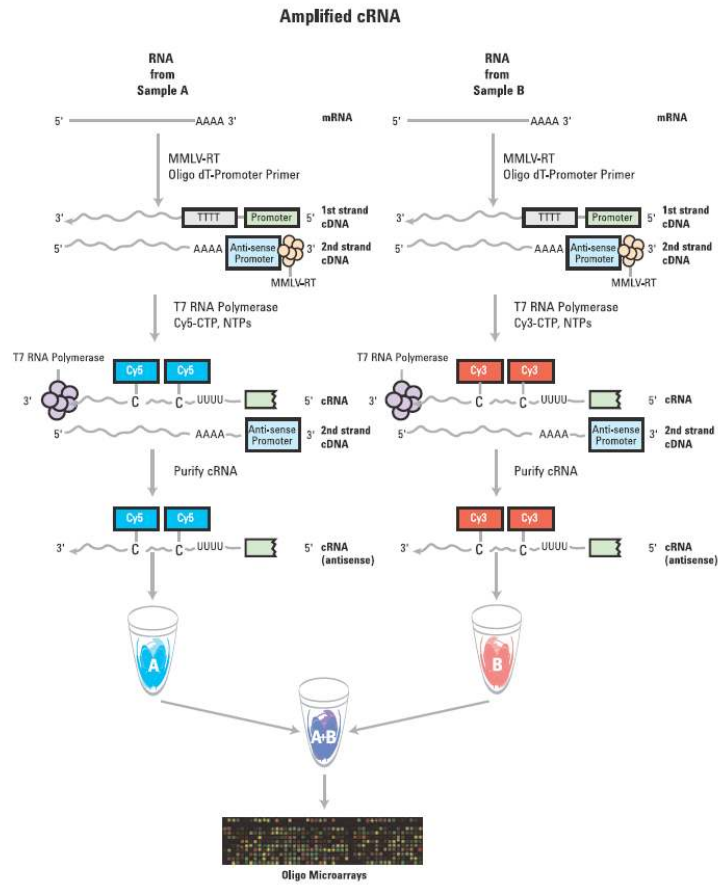 Amplified cRNA
RNA
from
Sample A
5' AAAA 3' mRNA
MMLV-RT
Oligo dT-Promoter Primer
3' TTTT Promoter 5' 1st strand
cDNA
5' AAAA Anti-sense
Promoter 3' 2nd strand
cDNA
MMLV-RT
T7 RNA Polymerase
Cy5-CTP, NTPs
T7 RNA Polymerase
Cy5 Cy5
3' C C UUUU 5' cRNA
5' AAAA Anti-sense
Promoter 3' 2nd strand
cDNA
Purify cRNA
Cy5 Cy5
3' C C UUUU 5' cRNA
(antisense)
A
RNA
from
Sample B
5' AAAA 3' mRNA
MMLV-RT
Oligo dT-Promoter Primer
3' TTTT Promoter 5' 1st strand
cDNA
5' AAAA Anti-sense
Promoter 3' 2nd strand
cDNA
MMLV-RT
T7 RNA Polymerase
Cy3-CTP, NTPs
T7 RNA Polymerase
Cy3 Cy3
3' C C UUUU 5' cRNA
5' AAAA Anti-sense
Promoter 3' 2nd strand
cDNA
Purify cRNA
Cy3 Cy3
3' C C UUUU 5' cRNA
(antisense)
B
A+B
Oligo Microarrays